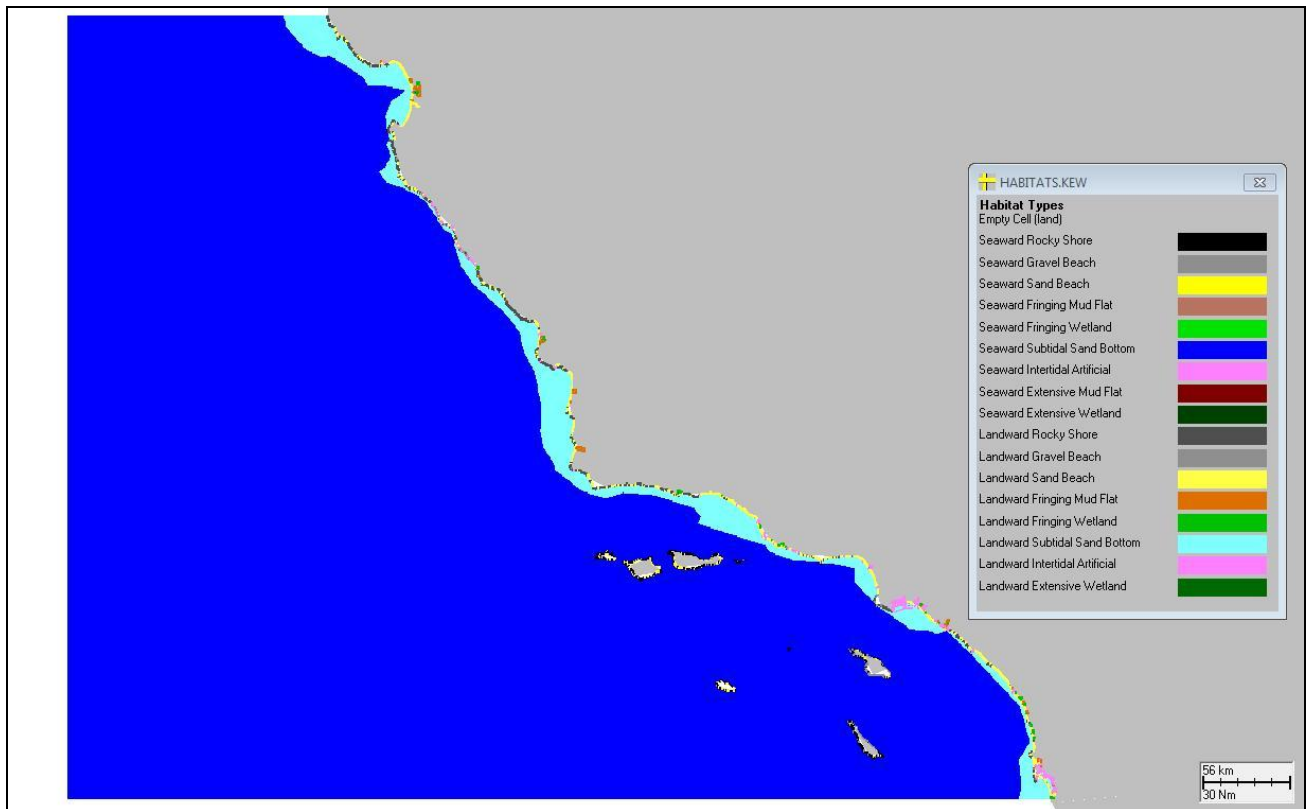 HABITATS.KEW
Habitat Types
Empty Cell (land)
Seaward Rocky Shore
Seaward Gravel Beach
Seaward Sand Beach
Seaward Fringing Mud Flat
Seaward Fringing Wetland
Seaward Subtidal Sand Bottom
Seaward Intertidal Artificial
Seaward Extensive Mud Flat
Seaward Extensive Wetland
Landward Rocky Shore
Landward Gravel Beach
Landward Sand Beach
Landward Fringing Mud Flat
Landward Fringing Wetland
Landward Subtidal Sand Bottom
Landward Intertidal Artificial
Landward Extensive Wetland
56 km
30 Nm